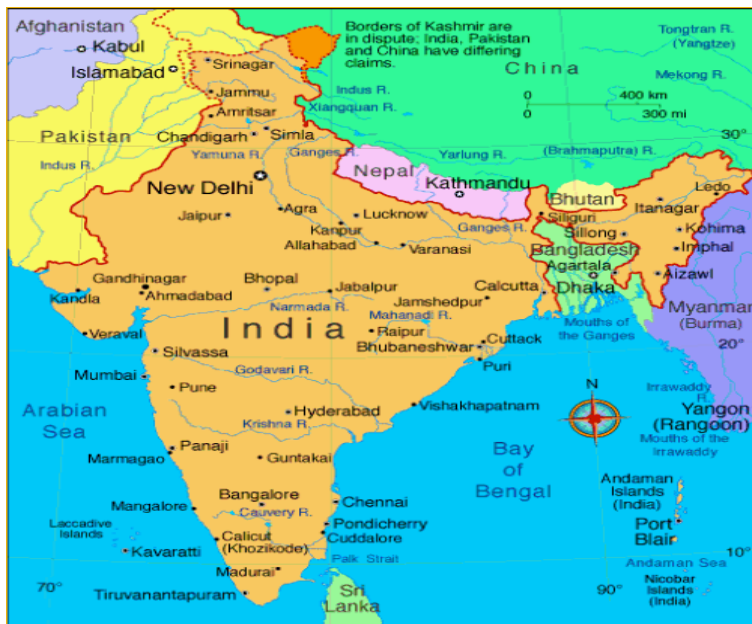 Afghanistan
Kabul
Islamabad
Borders of Kashmir are
in dispute; India, Pakistan
and China have differing
claims.
Tongtran R.
(Yangtze)
China
Mekong R.
Srinagar
Jammu
Indus R.
Xiangquan R.
0 400 km
0 300 mi
Amritsar
Pakistan
Chandigarh
Simla
30°
Indus R.
Yamuna R.
Ganges R.
Yarlung R.
(Brahmaputra) R.
New Delhi
Nepal
Kathmandu
Bhutan
Ledo
Itanagar
Jaipur
Agra
Lucknow
Siliguri
Kanpur
Ganges R.
Sillong
Kohima
Allahabad
Varanasi
Bangladesh
Imphal
Agartala
Aizawl
Gandhinagar
Bhopal
Jabalpur
Calcutta
Dhaka
Kandla
Ahmadabad
Jamshedpur
Myanmar
(Burma)
Narmada R.
Mahanadi R.
India
Raipur
Mouths of
the Ganges
Veraval
Cuttack
20°
Silvassa
Bhubaneshwar
Puri
Mumbai
Godavari R.
Pune
N
Irrawaddy
R.
Arabian
Sea
Hyderabad
Vishakhapatnam
Yangon
(Rangoon)
Krishna R.
Mouths of the
Irrawaddy
Panaji
Marmagao
Guntakai
Bay
of
Bengal
Andaman
Islands
(India)
Bangalore
Chennai
Mangalore
Cauvery R.
Port
Blair
Laccadive
Islands
Pondicherry
Calicut
(Khozikode)
Cuddalore
Kavaratti
Palk Strait
10°
Andaman Sea
Madurai
70°
90°
Nicobar
Islands
(India)
Tiruvanantapuram
Sri
Lanka